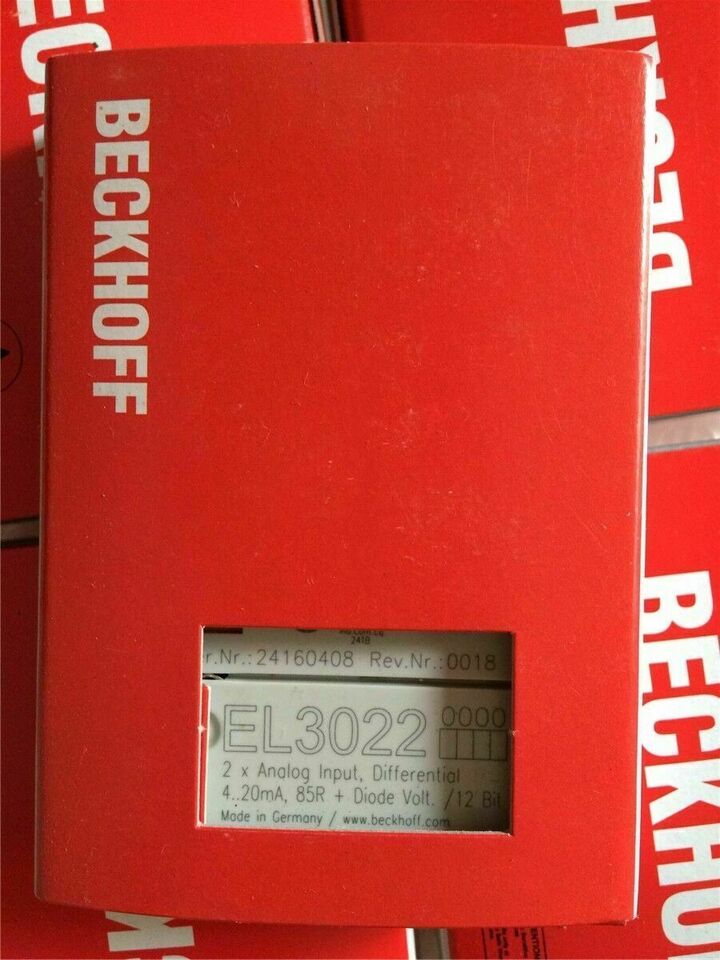 BECKHOFF
241B
r.Nr.:24160408 Rev.Nr.:0018
EL3022 0000
2 x Analog Input, Differential
4..20mA, 85R + Diode Volt. /12 Bit
Made in Germany / www.beckhoff.com
BECKHOFF